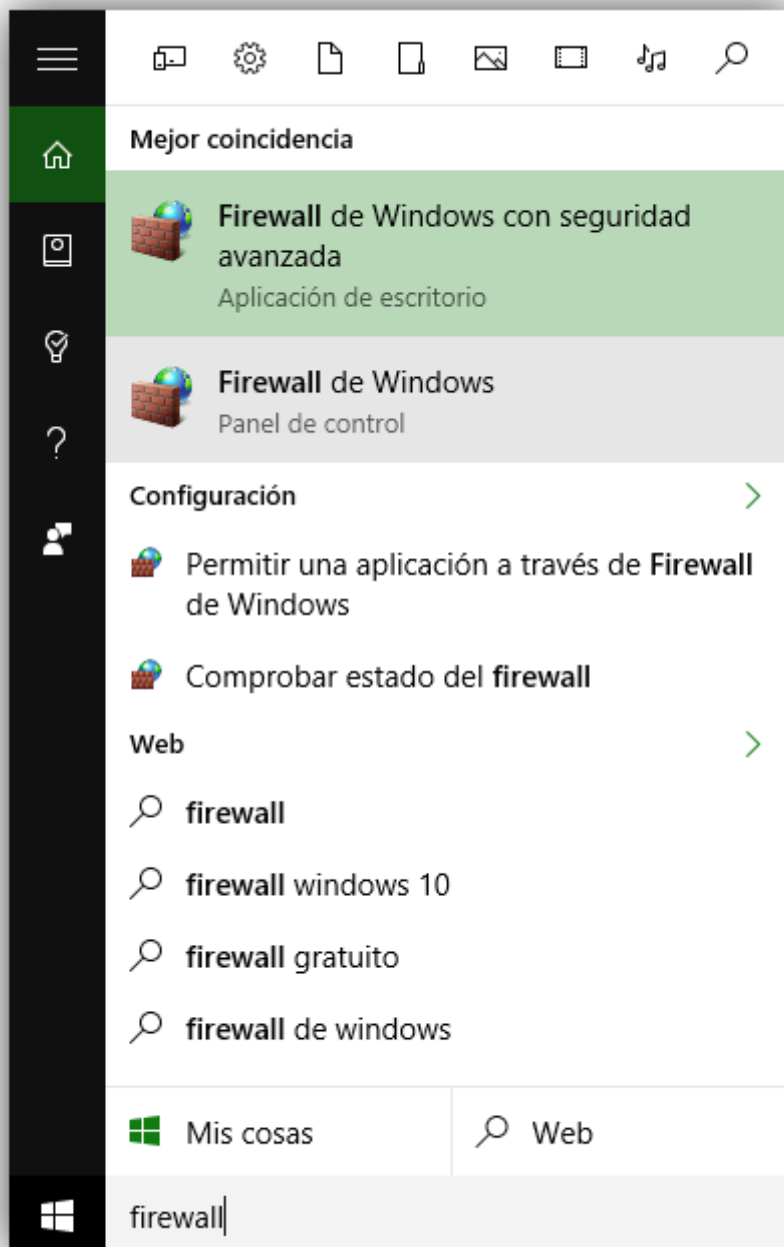 Mejor coincidencia
Firewall de Windows con seguridad
avanzada
Aplicación de escritorio
Firewall de Windows
Panel de control
Configuración
Permitir una aplicación a través de Firewall
de Windows
Comprobar estado del firewall
Web
firewall
firewall windows 10
firewall gratuito
firewall de windows
Mis cosas
Web
firewall